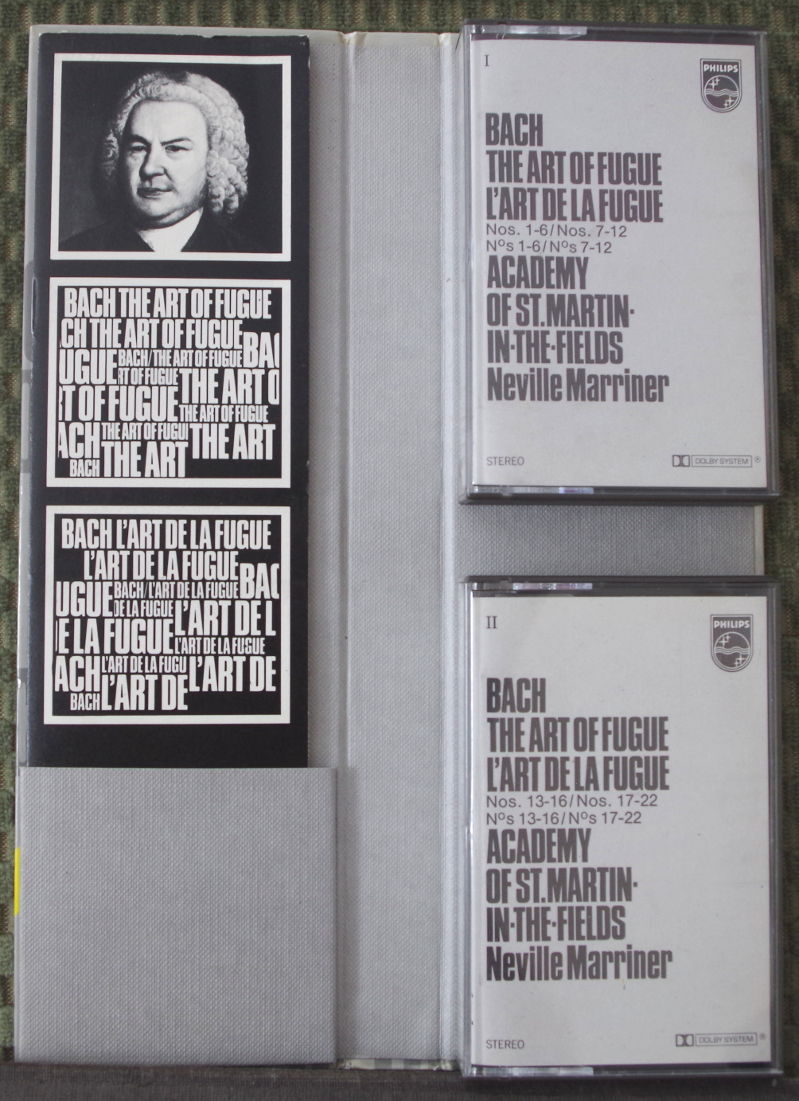 BACH THE ART OF FUGUE
CH THE ART OF FUGUE
UGUE BACH/THE ART OF FUGUE BA
RT OF FUGUE THE ART O
T OF FUGUE THE ART OF FUGUE
ACH THE ART OF FUGU THE ART
BACH THE ART
BACH L'ART DE LA FUGUE
L'ART DE LA FUGUE
UGUE BACH/L'ART DE LA FUGUE BAC
DE LA FUGUE L'ART DE L
E LA FUGUE L'ART DE LA FUGUE
ACH L'ART DE LA FUGU L'ART DE
BACH L'ART DE
I
PHILIPS
BACH
THE ART OF FUGUE
L'ART DE LA FUGUE
Nos. 1-6/Nos. 7-12
Nos 1-6/Nos 7-12
ACADEMY
OF ST.MARTIN·
IN·THE·FIELDS
Neville Marriner
STEREO
DOLBY SYSTEM ®
II
PHILIPS
BACH
THE ART OF FUGUE
L'ART DE LA FUGUE
Nos. 13-16/Nos. 17-22
Nos 13-16/Nos 17-22
ACADEMY
OF ST.MARTIN·
IN·THE·FIELDS
Neville Marriner
STEREO
DOLBY SYSTEM ®